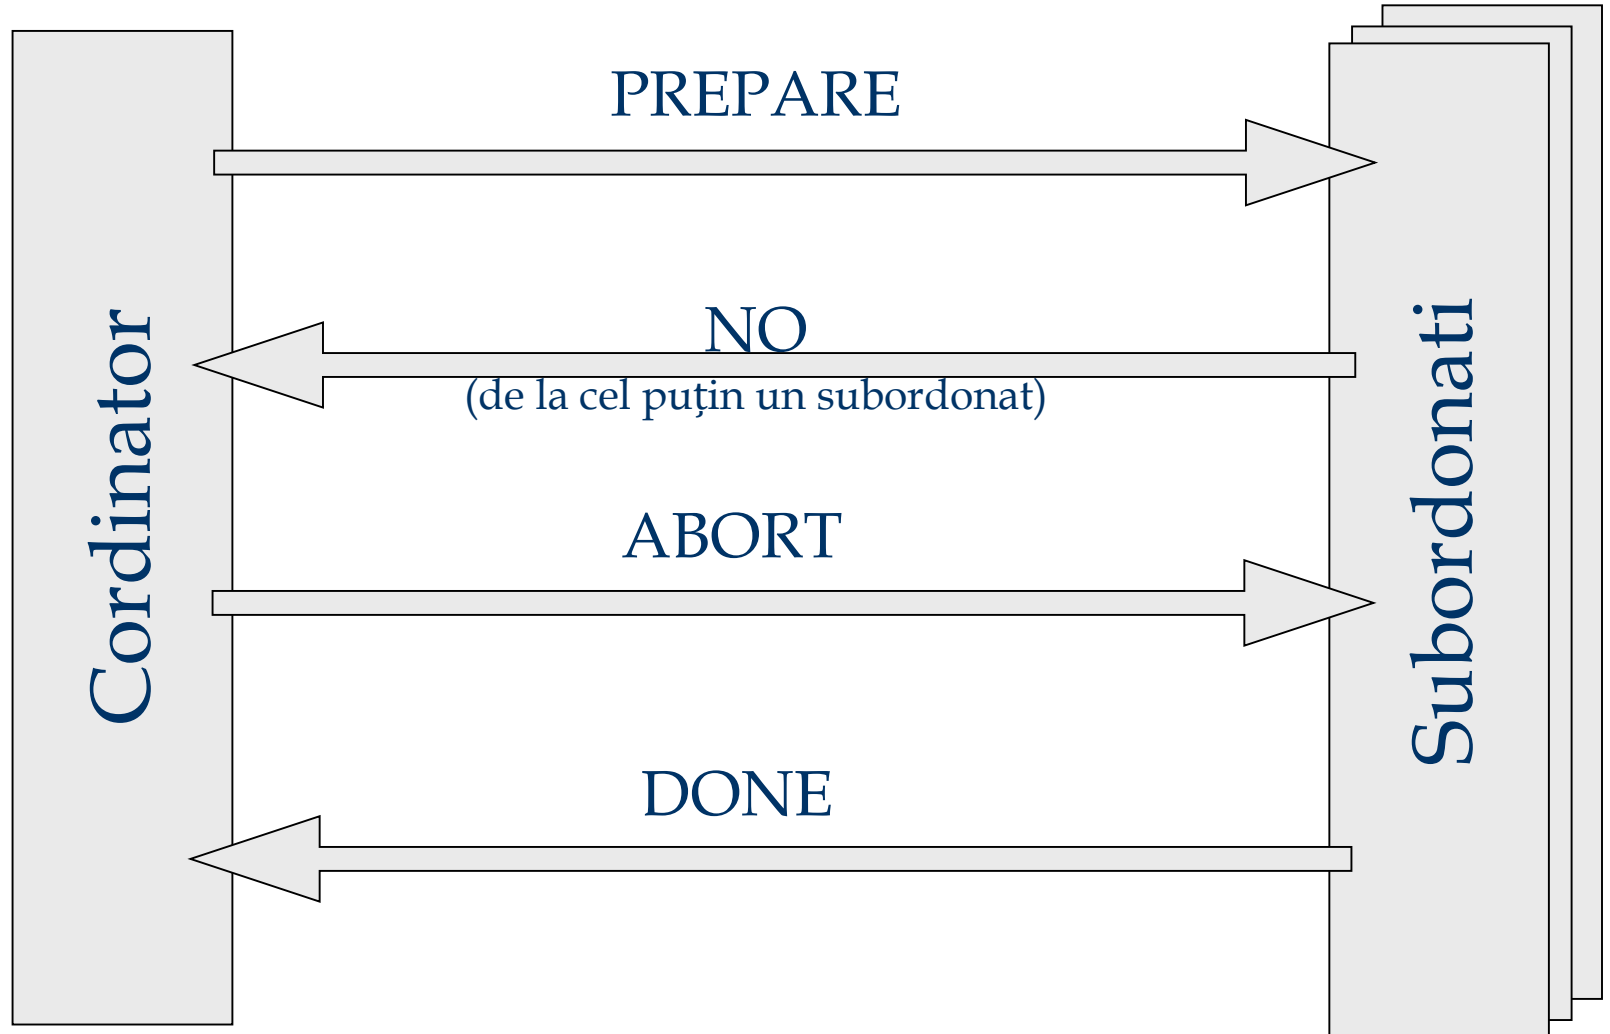 PREPARE
NO
(de la cel puțin un subordonat)
ABORT
DONE
Cordinator
Subordonati